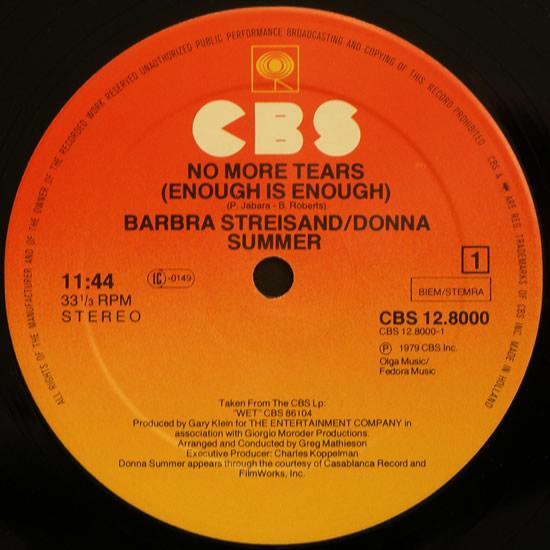 ALL RIGHTS OF THE MANUFACTURER AND OF THE OWNER OF THE RECORDED WORK RESERVED UNAUTHORIZED PUBLIC PERFORMANCE BROADCASTING AND COPYING OF THIS RECORD PROHIBITED CBS & ARE REG. TRADEMARKS OF CBS INC. MADE IN HOLLAND
CBS
NO MORE TEARS
(ENOUGH IS ENOUGH)
(P. Jabara - B. Roberts)
BARBRA STREISAND/DONNA
SUMMER
11:44
33 1/3 RPM
STEREO
IC -0149
1
BIEM/STEMRA
CBS 12.8000
CBS 12.8000-1
℗ 1979 CBS Inc.
Olga Music/
Fedora Music
Taken From The CBS Lp:
"WET" CBS 86104
Produced by Gary Klein for THE ENTERTAINMENT COMPANY in
association with Giorgio Moroder Productions.
Arranged and Conducted by Greg Mathieson
Executive Producer: Charles Koppelman
Donna Summer appears through the courtesy of Casablanca Record and
FilmWorks, Inc.